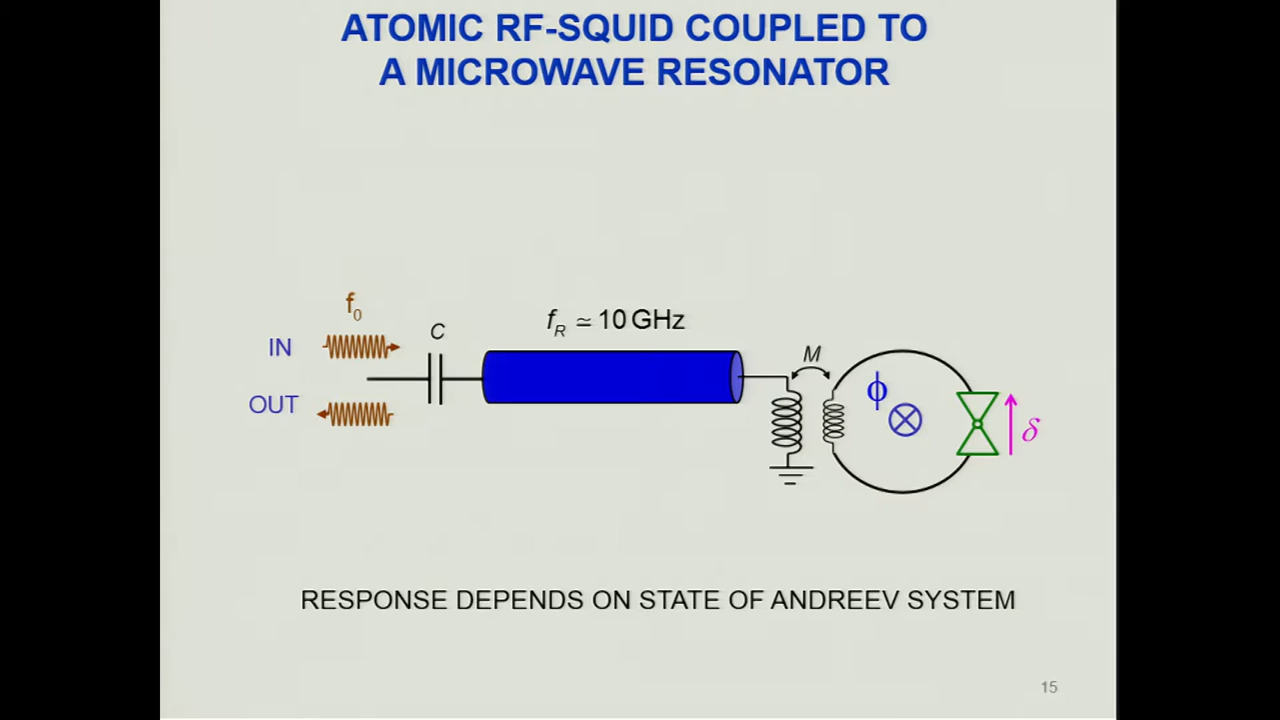 ATOMIC RF-SQUID COUPLED TO
A MICROWAVE RESONATOR
f₀
IN
OUT
C
f_R ≃ 10 GHz
M
ϕ
δ
RESPONSE DEPENDS ON STATE OF ANDREEV SYSTEM
15